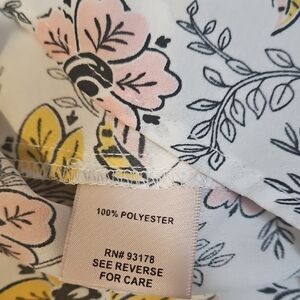 100% POLYESTER
RN# 93178
SEE REVERSE
FOR CARE